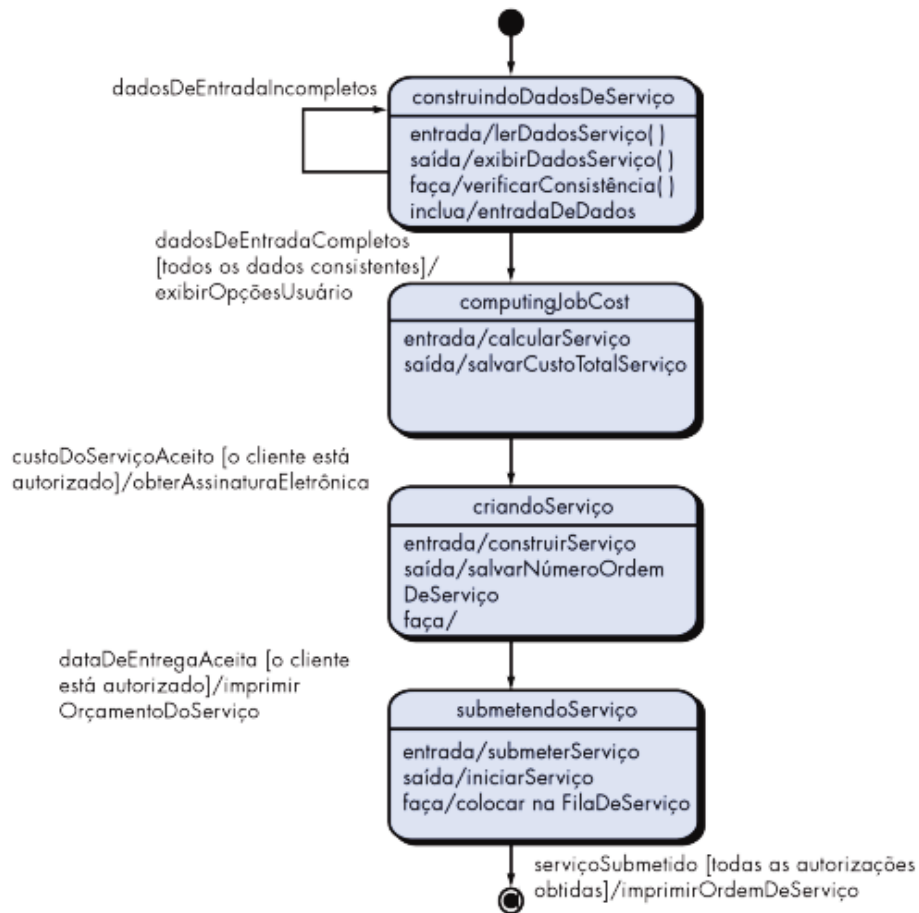 dadosDeEntradaIncompletos
construindoDadosDeServiço
entrada/lerDadosServiço( )
saída/exibirDadosServiço( )
faça/verificarConsistência( )
inclua/entradaDeDados
dadosDeEntradaCompletos
[todos os dados consistentes]/
exibirOpçõesUsuário
computingJobCost
entrada/calcularServiço
saída/salvarCustoTotalServiço
custoDoServiçoAceito [o cliente está
autorizado]/obterAssinaturaEletrônica
criandoServiço
entrada/construirServiço
saída/salvarNúmeroOrdem
DeServiço
faça/
dataDeEntregaAceita [o cliente
está autorizado]/imprimir
OrçamentoDoServiço
submetendoServiço
entrada/submeterServiço
saída/iniciarServiço
faça/colocar na FilaDeServiço
serviçoSubmetido [todas as autorizações
obtidas]/imprimirOrdemDeServiço